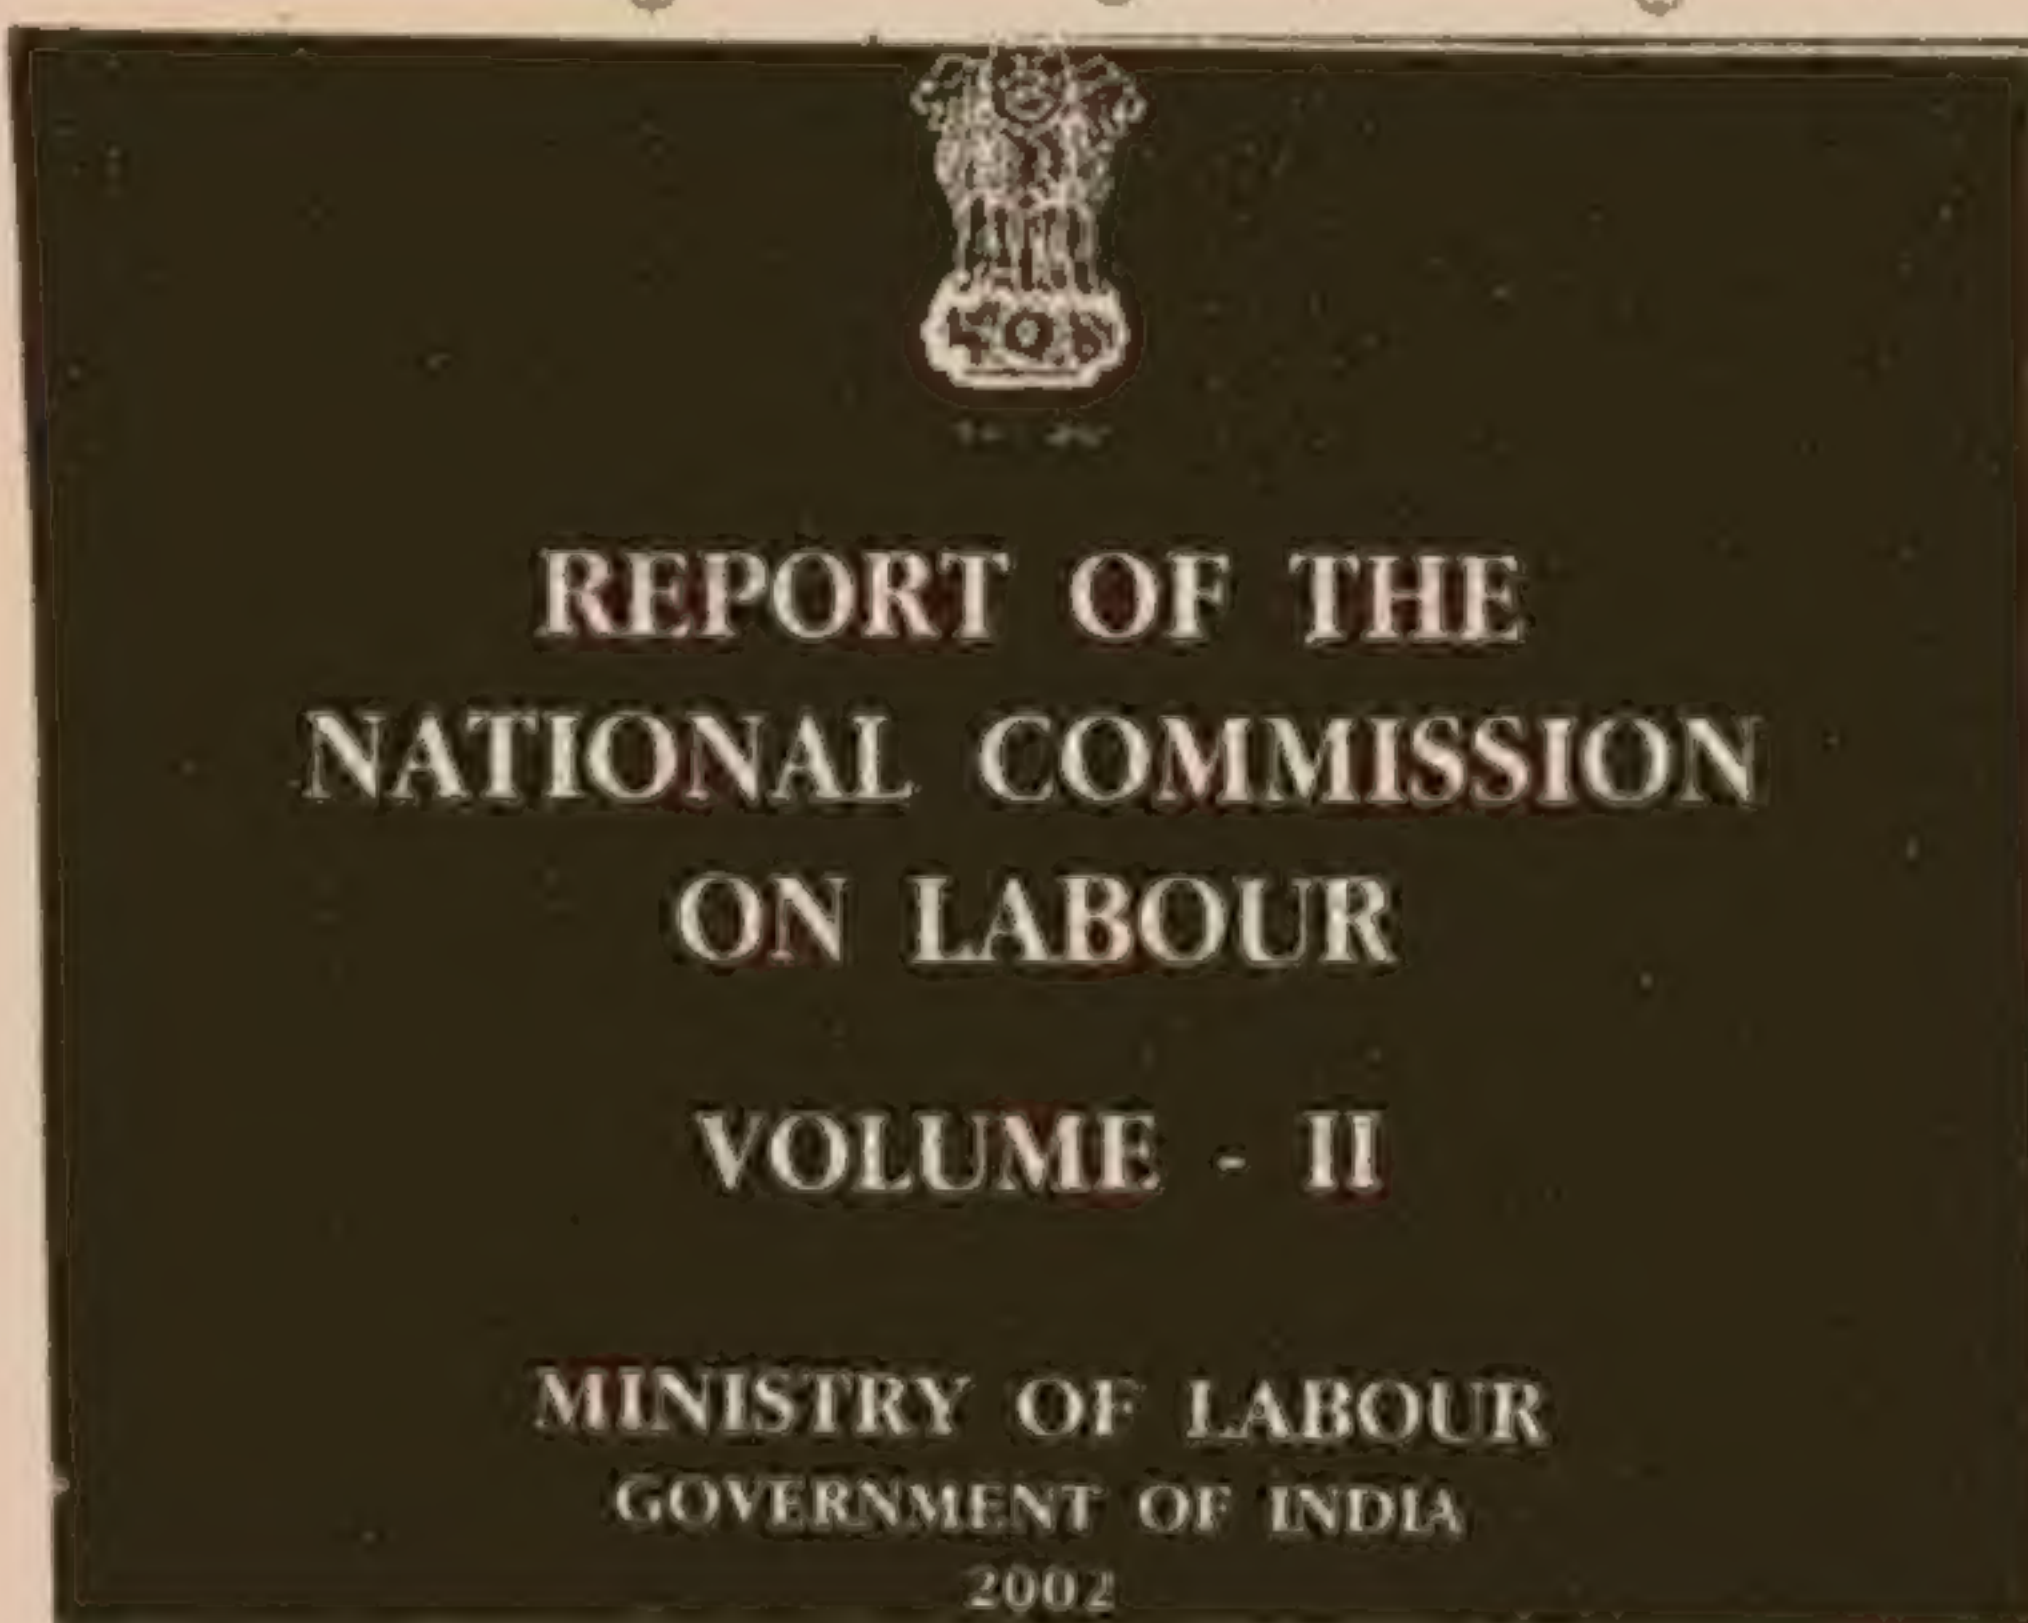 REPORT OF THE
NATIONAL COMMISSION
ON LABOUR
VOLUME - II
MINISTRY OF LABOUR
GOVERNMENT OF INDIA
2002